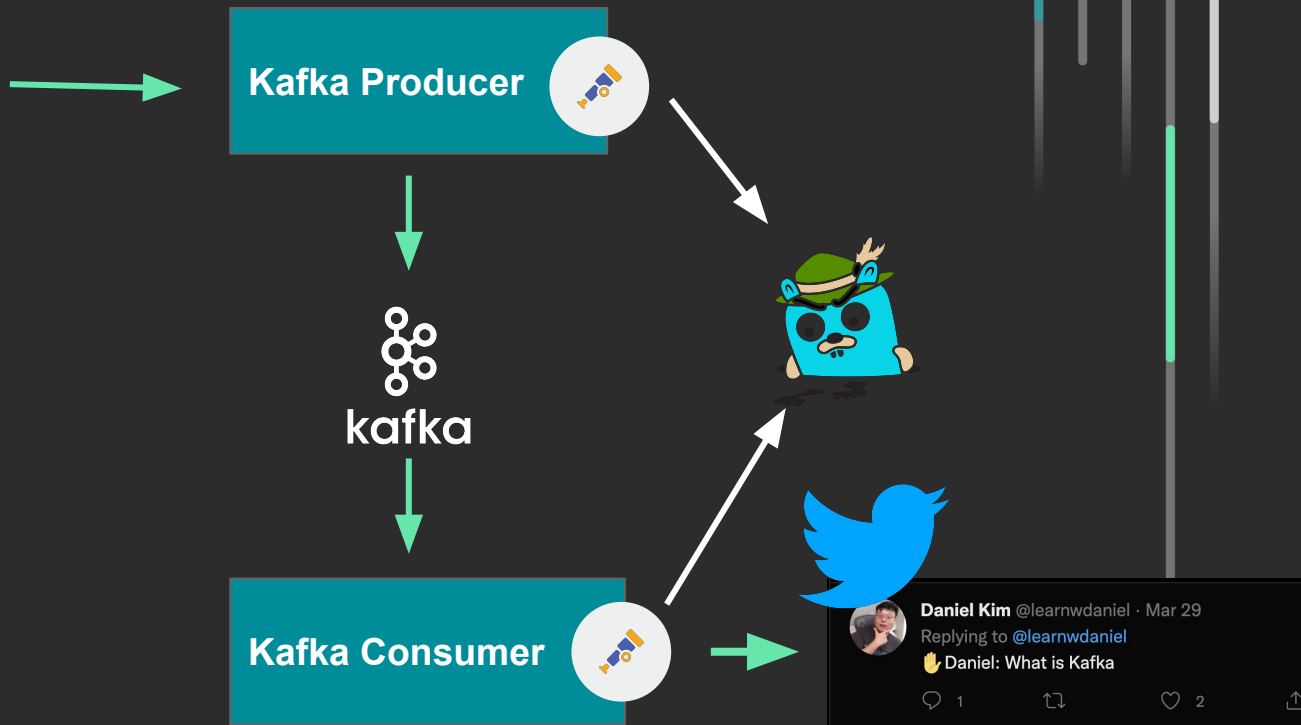 Kafka Producer
kafka
Kafka Consumer
Daniel Kim @learnwdaniel · Mar 29
Replying to @learnwdaniel
✋Daniel: What is Kafka
1
2